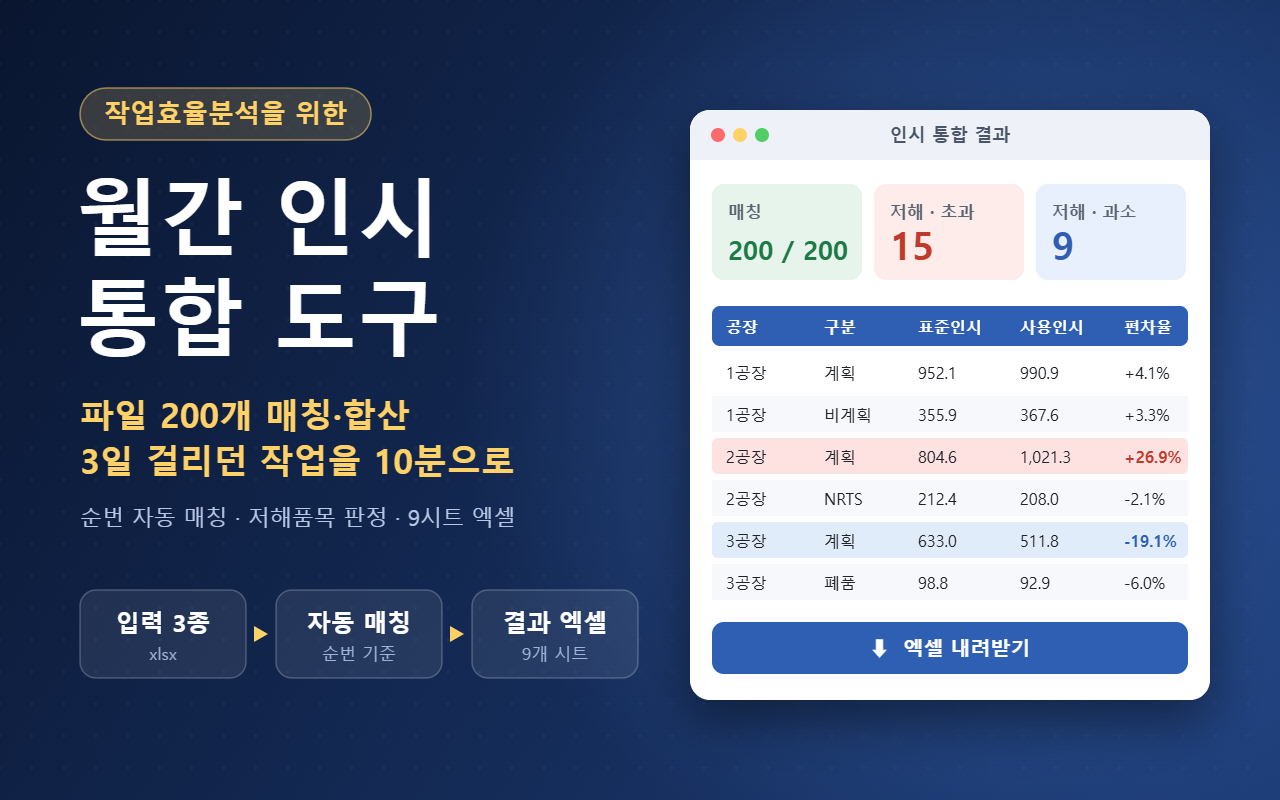 작업효율분석을 위한
월간 인시
통합 도구
파일 200개 매칭·합산
3일 걸리던 작업을 10분으로
순번 자동 매칭 · 저해품목 판정 · 9시트 엑셀
입력 3종
xlsx
자동 매칭
순번 기준
결과 엑셀
9개 시트
인시 통합 결과
매칭
200 / 200
저해 · 초과
15
저해 · 과소
9
공장 구분 표준인시 사용인시 편차율
1공장 계획 952.1 990.9 +4.1%
1공장 비계획 355.9 367.6 +3.3%
2공장 계획 804.6 1,021.3 +26.9%
2공장 NRTS 212.4 208.0 -2.1%
3공장 계획 633.0 511.8 -19.1%
3공장 폐품 98.8 92.9 -6.0%
⬇ 엑셀 내려받기